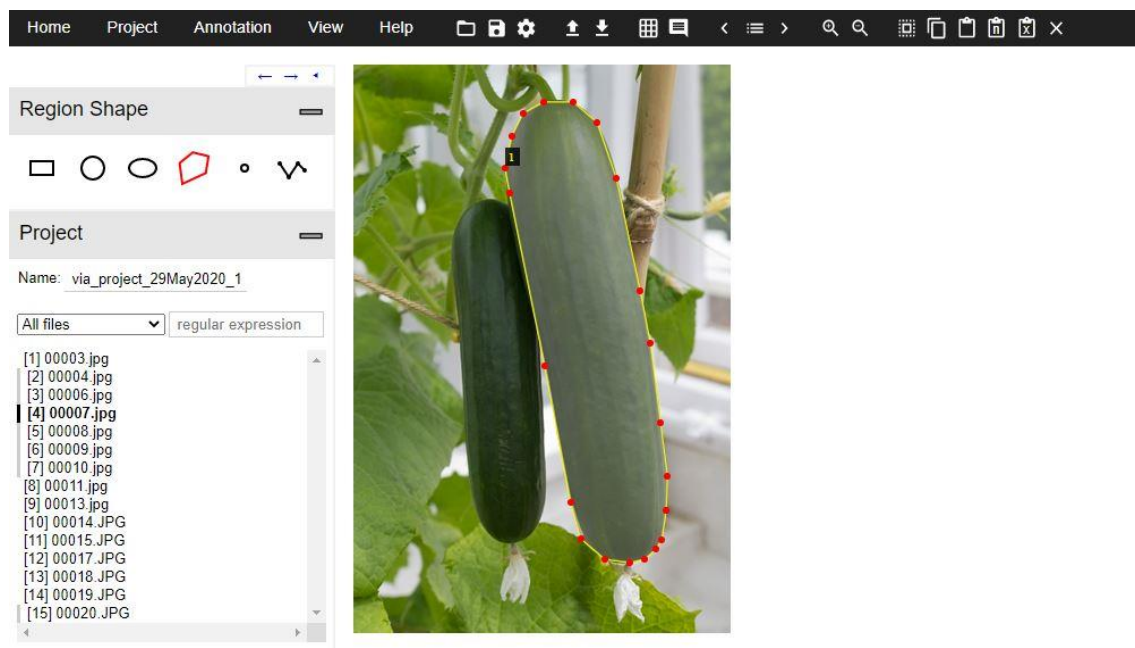 Home Project Annotation View Help
Region Shape
1
Project
Name: via_project_29May2020_1
All files regular expression
[1] 00003.jpg
[2] 00004.jpg
[3] 00006.jpg
[4] 00007.jpg
[5] 00008.jpg
[6] 00009.jpg
[7] 00010.jpg
[8] 00011.jpg
[9] 00013.jpg
[10] 00014.JPG
[11] 00015.JPG
[12] 00017.JPG
[13] 00018.JPG
[14] 00019.JPG
[15] 00020.JPG